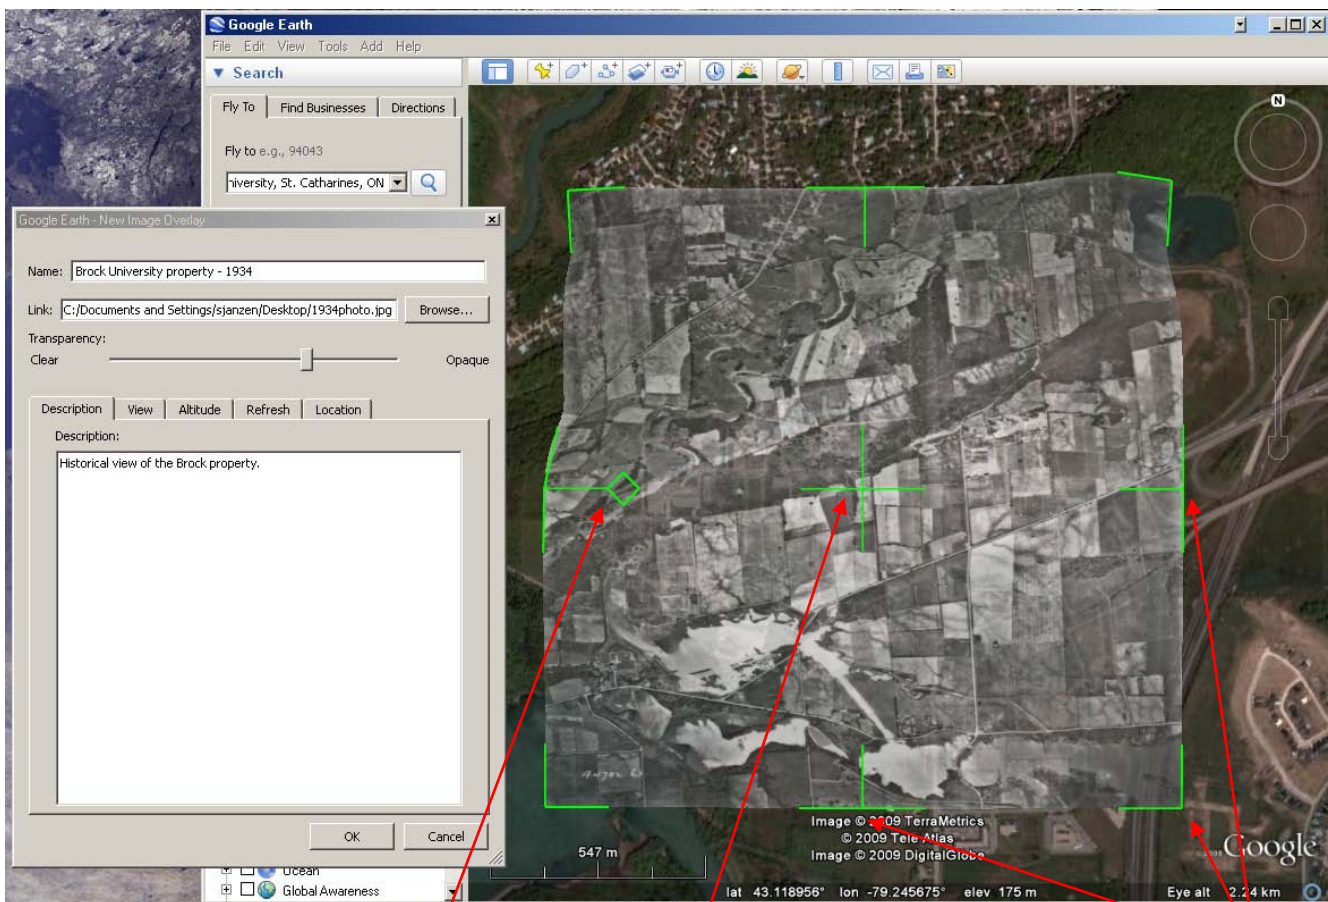 Google Earth
File Edit View Tools Add Help
Search
Fly To Find Businesses Directions
Fly to e.g., 94043
niversity, St. Catharines, ON
N
Google Earth - New Image Overlay
Name: Brock University property - 1934
Link: C:/Documents and Settings/sjanzen/Desktop/1934photo.jpg Browse...
Transparency:
Clear Opaque
Description View Altitude Refresh Location
Description:
Historical view of the Brock property.
OK Cancel
Ocean
Global Awareness
Image © 2009 TerraMetrics
© 2009 Tele Atlas
Image © 2009 DigitalGlobe
547 m
Google
lat 43.118956° lon -79.245675° elev 175 m Eye alt 2.24 km